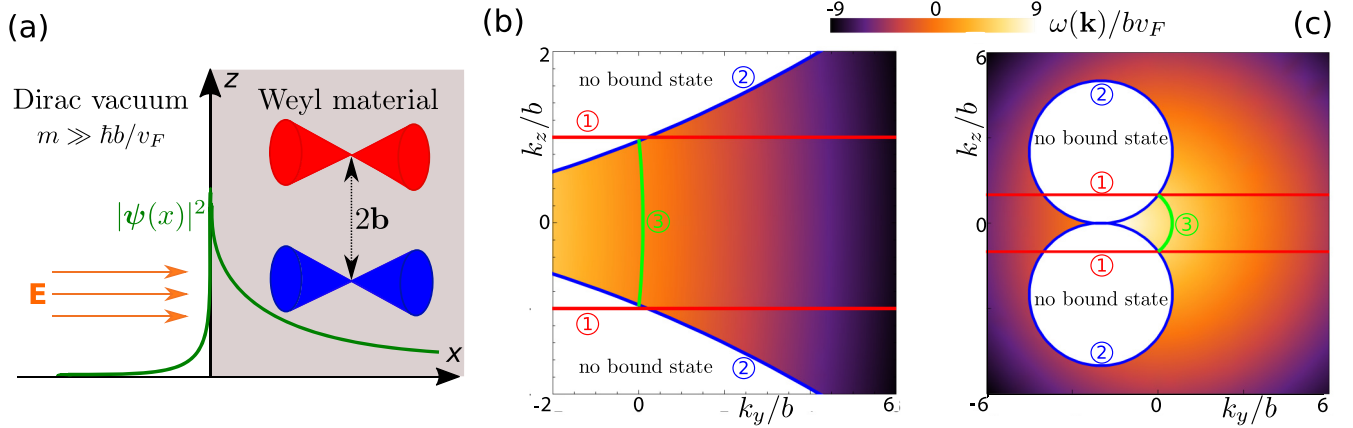 (a)
z
Dirac vacuum
m ≫ ħb/v_F
Weyl material
|ψ(x)|²
2b
E
x
(b)
-9 0 9
ω(k)/bv_F
2
no bound state
②
①
k_z/b
0
③
①
no bound state
②
-2 0 k_y/b 6
(c)
6
②
no bound state
k_z/b
①
0
③
①
no bound state
②
-6 0 k_y/b 6